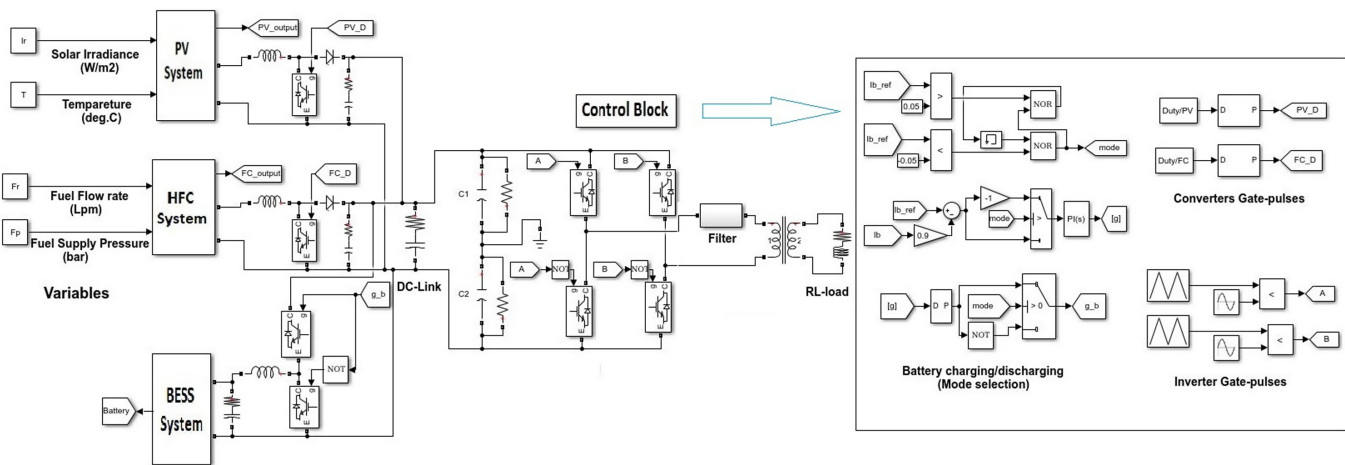 Ir
Solar Irradiance
(W/m2)
T
Tempareture
(deg.C)
PV
System
PV_output
PV_D
g
C
E
Fr
Fuel Flow rate
(Lpm)
Fp
Fuel Supply Pressure
(bar)
HFC
System
FC_output
FC_D
g
C
E
Variables
DC-Link
g_b
g
C
E
NOT
g
C
E
BESS
System
Battery
C1
C2
A
B
g
C
E
g
C
E
A
NOT
B
NOT
g
C
E
g
C
E
Filter
1
2
RL-load
Control Block
Ib_ref
0.05
>
NOR
Ib_ref
-0.05
<
NOR
mode
Ib_ref
+
-
Ib
0.9
-1
mode
>
PI(s)
[g]
[g]
D P
NOT
mode
> 0
g_b
Battery charging/discharging
(Mode selection)
Duty/PV
D P
PV_D
Duty/FC
D P
FC_D
Converters Gate-pulses
<
A
<
B
Inverter Gate-pulses